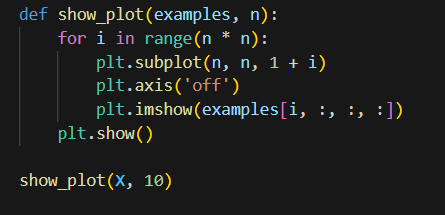 def show_plot(examples, n):
    for i in range(n * n):
        plt.subplot(n, n, 1 + i)
        plt.axis('off')
        plt.imshow(examples[i, :, :, :])
    plt.show()

show_plot(X, 10)